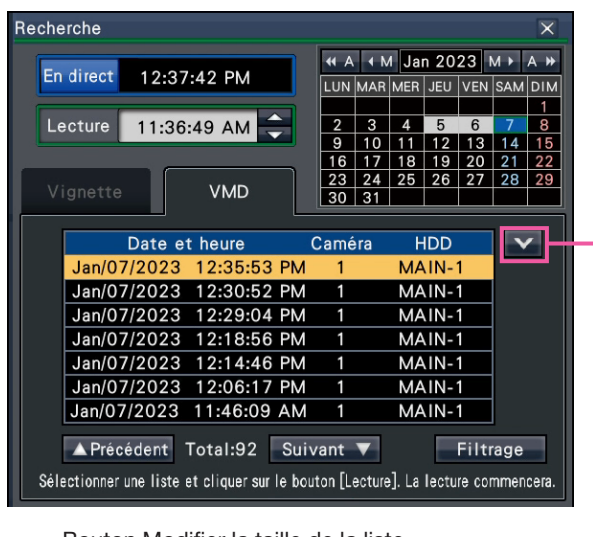 Recherche
En direct 12:37:42 PM
A M Jan 2023 M A
LUN MAR MER JEU VEN SAM DIM
1
Lecture 11:36:49 AM
2 3 4 5 6 7 8
9 10 11 12 13 14 15
16 17 18 19 20 21 22
23 24 25 26 27 28 29
30 31
Vignette VMD
Date et heure Caméra HDD
Jan/07/2023 12:35:53 PM 1 MAIN-1
Jan/07/2023 12:30:52 PM 1 MAIN-1
Jan/07/2023 12:29:04 PM 1 MAIN-1
Jan/07/2023 12:18:56 PM 1 MAIN-1
Jan/07/2023 12:14:46 PM 1 MAIN-1
Jan/07/2023 12:06:17 PM 1 MAIN-1
Jan/07/2023 11:46:09 AM 1 MAIN-1
▲Précédent Total:92 Suivant ▼ Filtrage
Sélectionner une liste et cliquer sur le bouton [Lecture]. La lecture commencera.
Bouton Modifier la taille de la liste